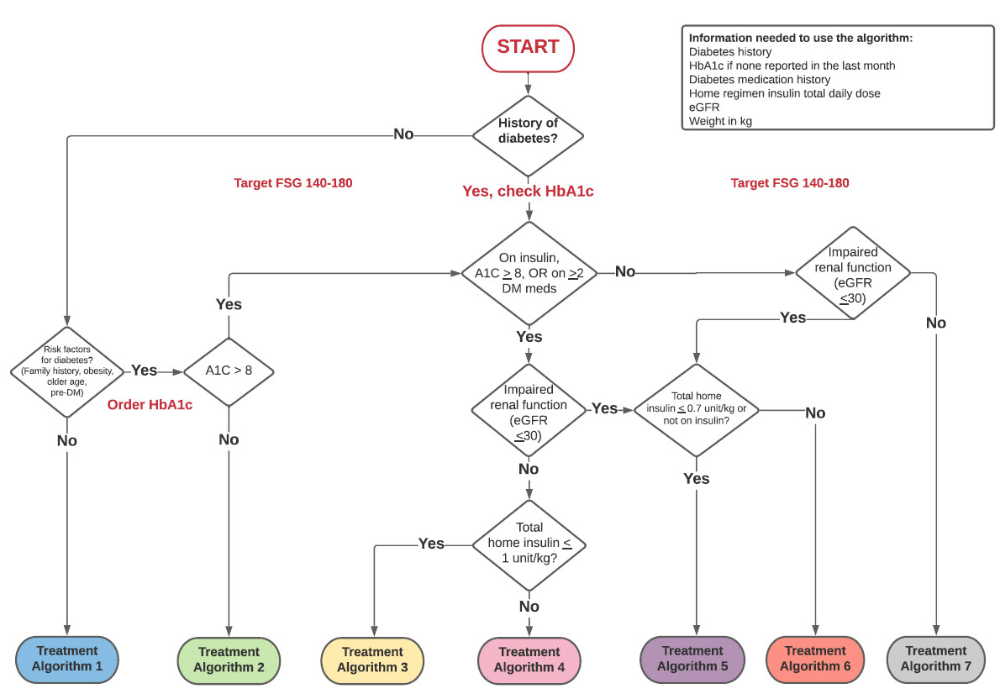 START
Information needed to use the algorithm:
Diabetes history
HbA1c if none reported in the last month
Diabetes medication history
Home regimen insulin total daily dose
eGFR
Weight in kg
History of
diabetes?
No
Target FSG 140-180
Yes, check HbA1c
Target FSG 140-180
On insulin,
A1C ≥ 8, OR on ≥2
DM meds
No
Impaired
renal function
(eGFR
≤30)
Yes
Yes
Yes
No
Risk factors
for diabetes?
(Family history, obesity,
older age,
pre-DM)
Yes
A1C > 8
Order HbA1c
Impaired
renal function
(eGFR
≤30)
Yes
Total home
insulin ≤ 0.7 unit/kg or
not on insulin?
No
No
No
No
Yes
Total
home insulin ≤
1 unit/kg?
Yes
No
Treatment
Algorithm 1
Treatment
Algorithm 2
Treatment
Algorithm 3
Treatment
Algorithm 4
Treatment
Algorithm 5
Treatment
Algorithm 6
Treatment
Algorithm 7